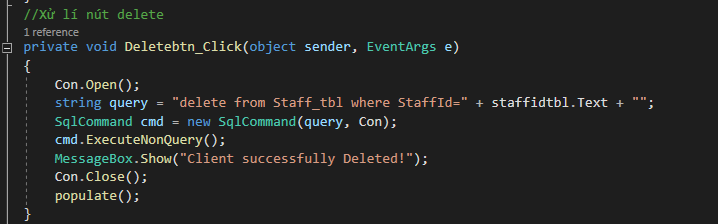 //Xử lí nút delete
1 reference
private void Deletebtn_Click(object sender, EventArgs e)
{
Con.Open();
string query = "delete from Staff_tbl where StaffId=" + staffidtbl.Text + "";
SqlCommand cmd = new SqlCommand(query, Con);
cmd.ExecuteNonQuery();
MessageBox.Show("Client successfully Deleted!");
Con.Close();
populate();
}